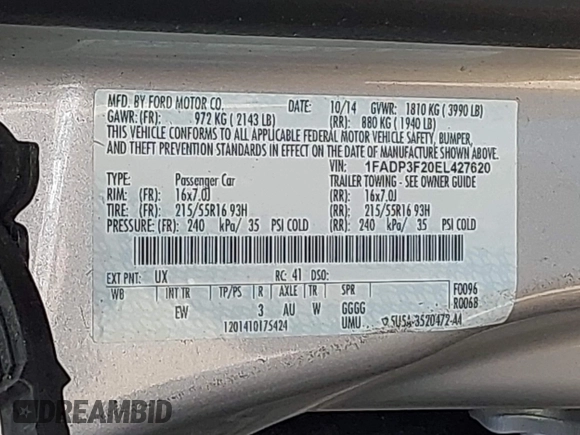 MFD. BY FORD MOTOR CO. DATE: 10/14 GVWR: 1810 KG ( 3990 LB)
GAWR: (FR): 972 KG ( 2143 LB) (RR): 880 KG ( 1940 LB)
THIS VEHICLE CONFORMS TO ALL APPLICABLE FEDERAL MOTOR VEHICLE SAFETY, BUMPER,
AND THEFT PREVENTION STANDARDS IN EFFECT ON THE DATE OF MANUFACTURE SHOWN ABOVE.
VIN: 1FADP3F20EL427620
TYPE: Passenger Car TRAILER TOWING - SEE OWNER GUIDE
RIM: (FR) 16x7.0J (RR) 16x7.0J
TIRE: (FR) 215/55R16 93H (RR) 215/55R16 93H
PRESSURE: (FR) 240 kPa/ 35 PSI COLD (RR) 240 kPa/ 35 PSI COLD
EXT PNT: UX RC: 41 DSO: F0096
WB INT TR TP/PS R AXLE TR SPR R0068
EW 3 AU W GGGG
1201410175424 UMU 5U5A-3520472-AA
DREAMBID